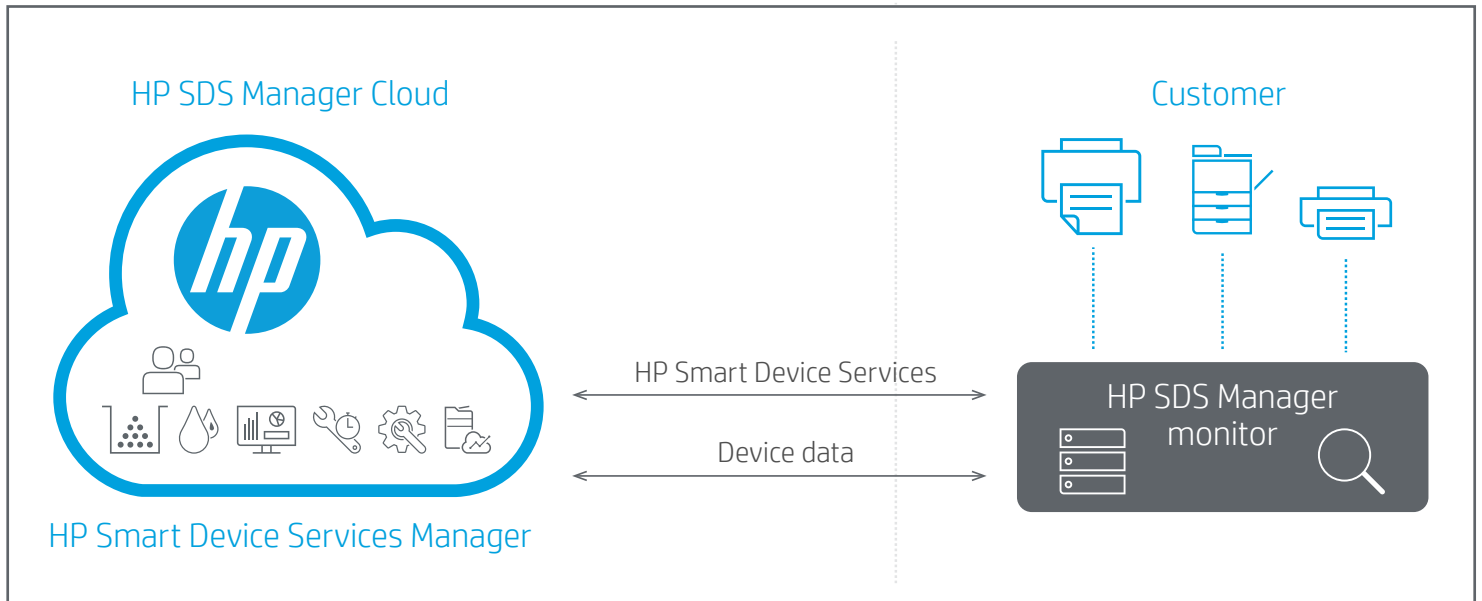 HP SDS Manager Cloud
Customer
hp
HP Smart Device Services
Device data
HP SDS Manager
monitor
HP Smart Device Services Manager